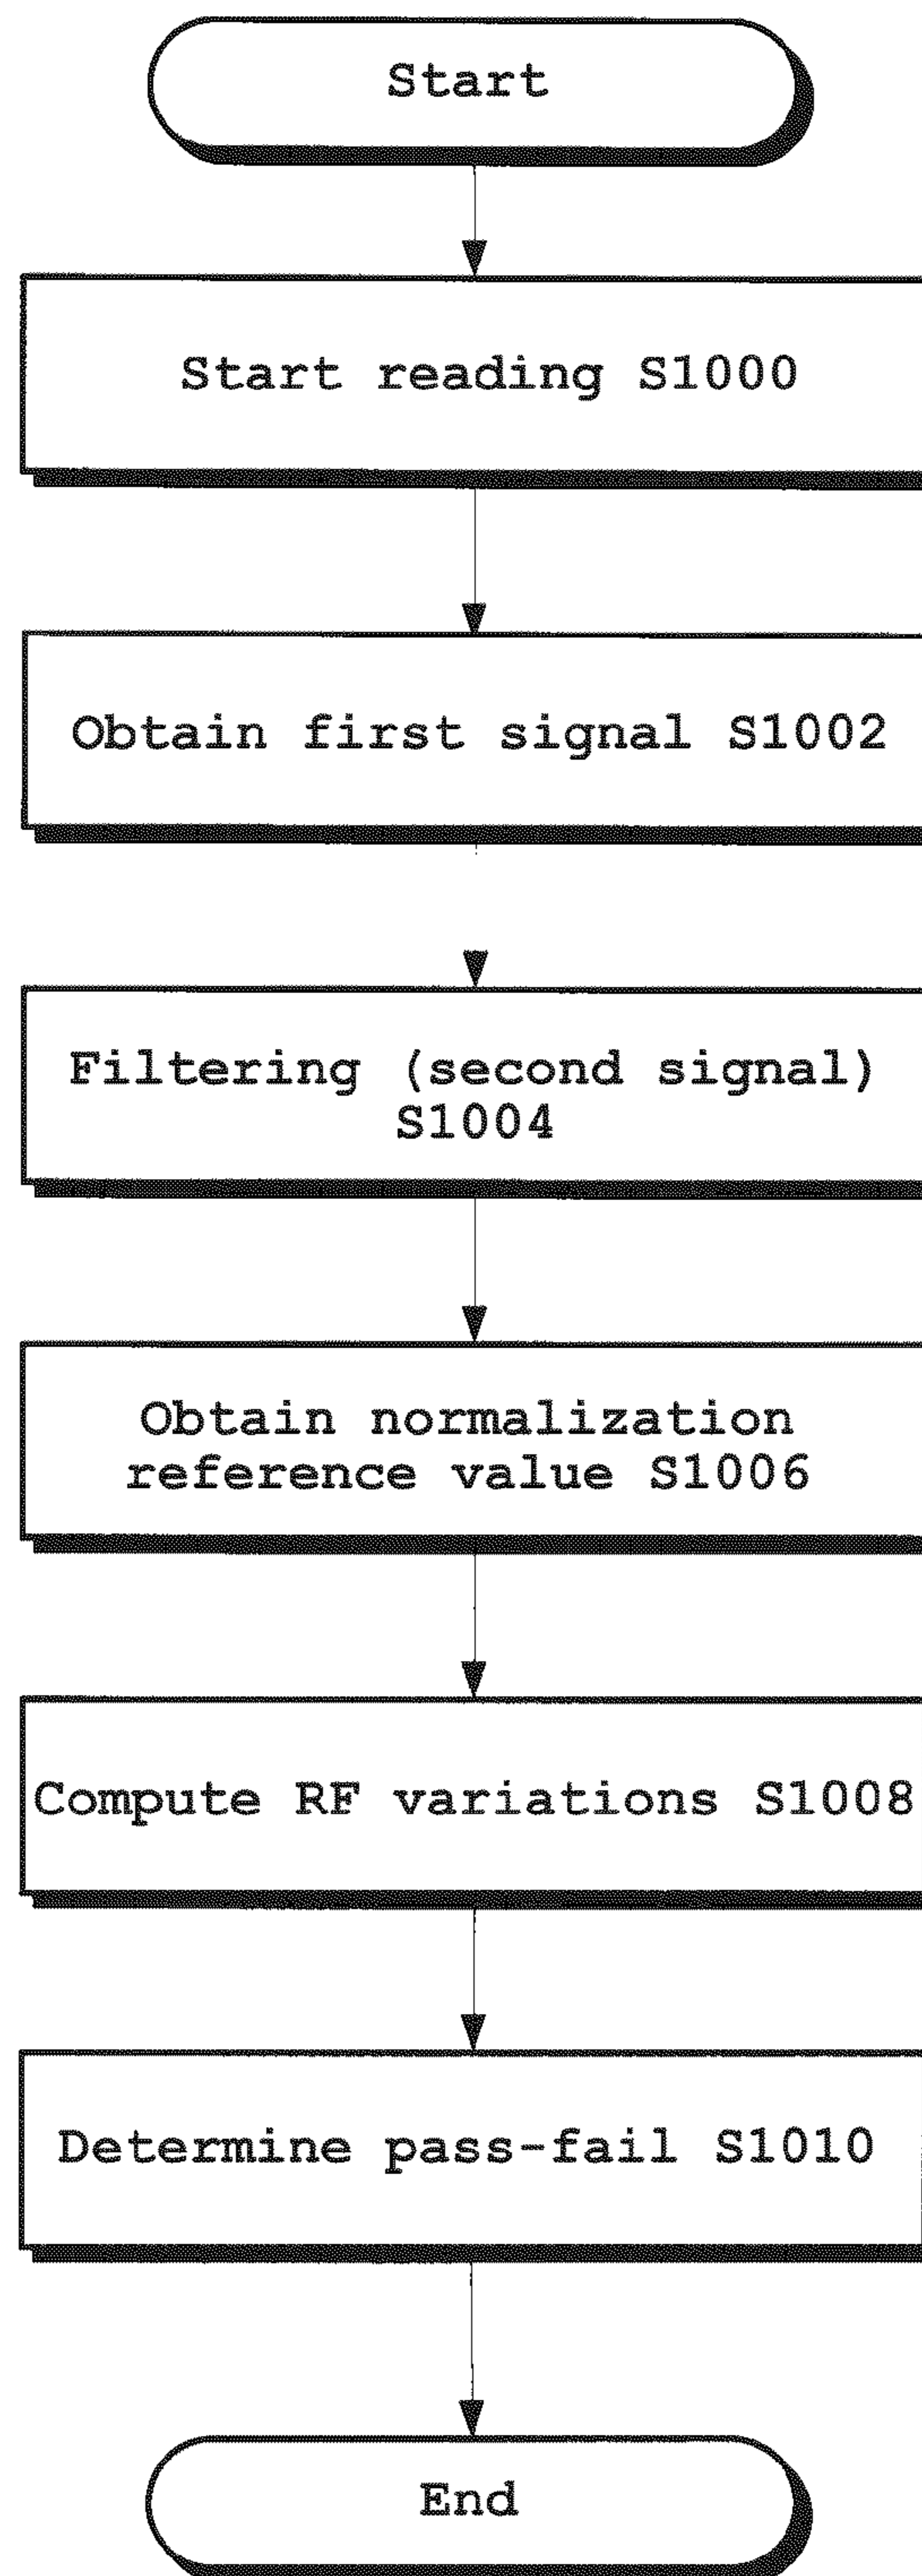 Start
Start reading S1000
Obtain first signal S1002
Filtering (second signal)
S1004
Obtain normalization
reference value S1006
Compute RF variations S1008
Determine pass-fail S1010
End